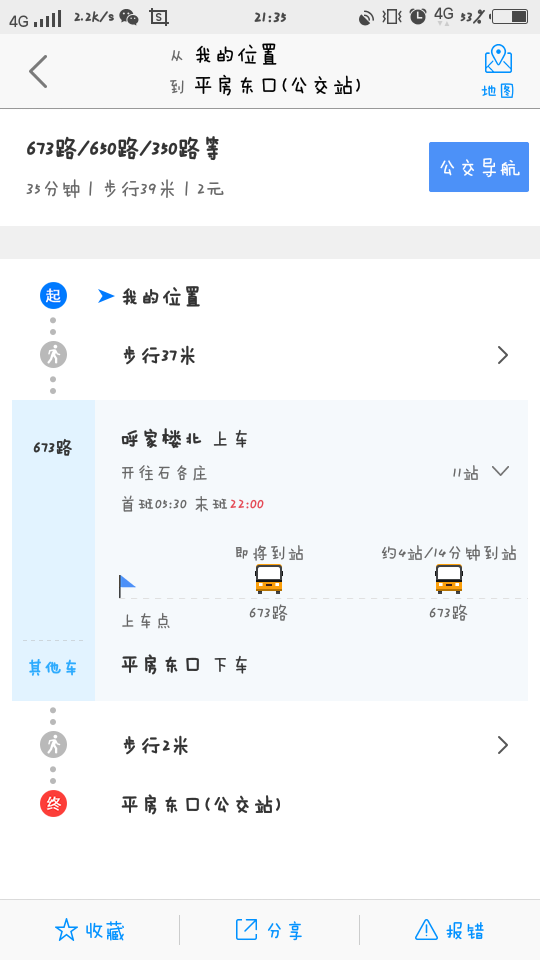 4G 2.2k/s 21:35 4G 53%
从 我的位置
到 平房东口(公交站)
地图
673路/650路/350路等
35分钟 | 步行39米 | 2元
公交导航
起 我的位置
步行37米
673路
呼家楼北 上车
开往石各庄 11站
首班05:30 末班22:00
即将到站 约4站/14分钟到站
673路 673路
上车点
其他车
平房东口 下车
步行2米
终 平房东口(公交站)
收藏 分享 报错